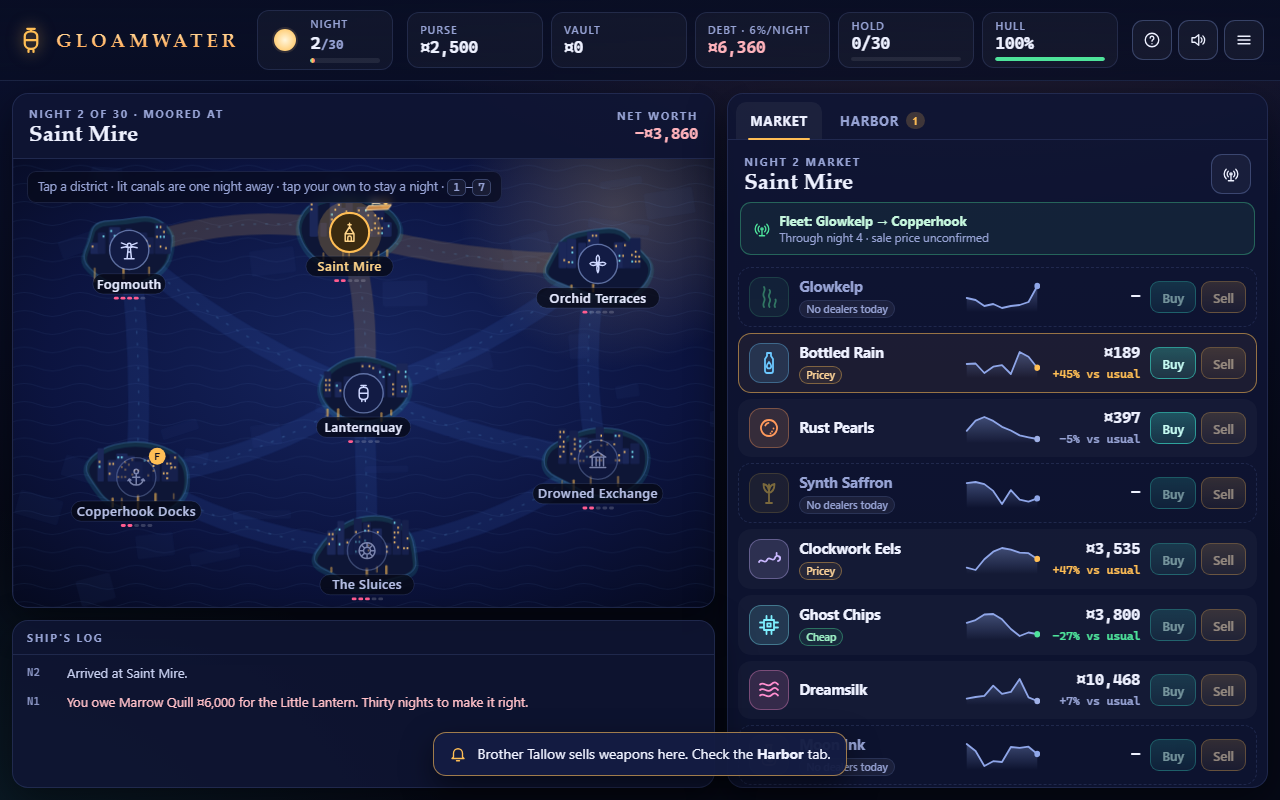 GLOAMWATER
NIGHT
2/30
PURSE
¤2,500
VAULT
¤0
DEBT · 6%/NIGHT
¤6,360
HOLD
0/30
HULL
100%
NIGHT 2 OF 30 · MOORED AT
Saint Mire
NET WORTH
−¤3,860
Tap a district · lit canals are one night away · tap your own to stay a night · 1–7
Saint Mire
Fogmouth
Orchid Terraces
Lanternquay
F
Copperhook Docks
Drowned Exchange
The Sluices
SHIP'S LOG
N2 Arrived at Saint Mire.
N1 You owe Marrow Quill ¤6,000 for the Little Lantern. Thirty nights to make it right.
MARKET
HARBOR 1
NIGHT 2 MARKET
Saint Mire
Fleet: Glowkelp → Copperhook
Through night 4 · sale price unconfirmed
Glowkelp
No dealers today
– Buy Sell
Bottled Rain
Pricey
¤189
+45% vs usual
Buy Sell
Rust Pearls
¤397
−5% vs usual
Buy Sell
Synth Saffron
No dealers today
– Buy Sell
Clockwork Eels
Pricey
¤3,535
+47% vs usual
Buy Sell
Ghost Chips
Cheap
¤3,800
−27% vs usual
Buy Sell
Dreamsilk
¤10,468
+7% vs usual
Buy Sell
Ink
dealers today
– Buy Sell
Brother Tallow sells weapons here. Check the Harbor tab.